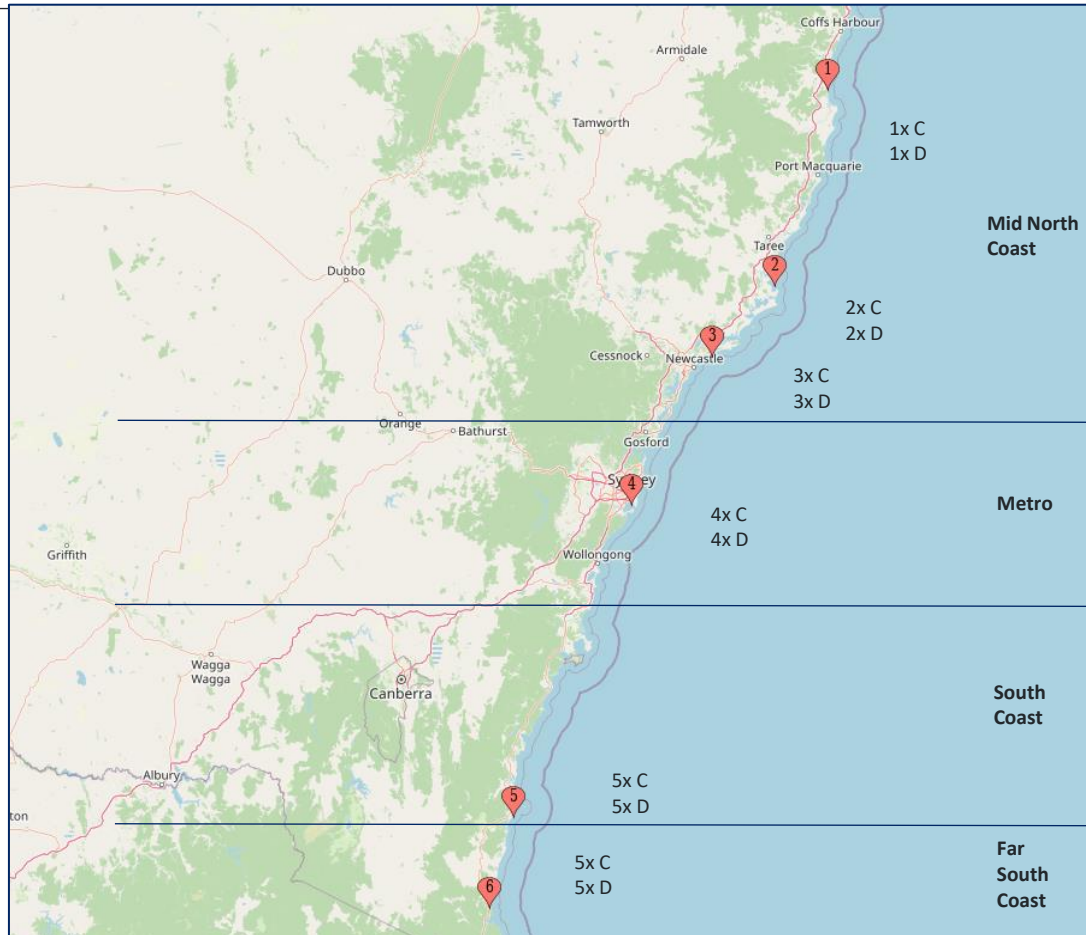 Coffs Harbour
Armidale
1
Tamworth
1x C
1x D
Port Macquarie
Mid North
Coast
Taree
2
Dubbo
2x C
2x D
3
Cessnock
Newcastle
3x C
3x D
Orange
Bathurst
Gosford
Sydney
4
Metro
4x C
4x D
Griffith
Wollongong
Wagga
Wagga
Canberra
South
Coast
Albury
5x C
5x D
5
ton
Far
South
Coast
5x C
5x D
6